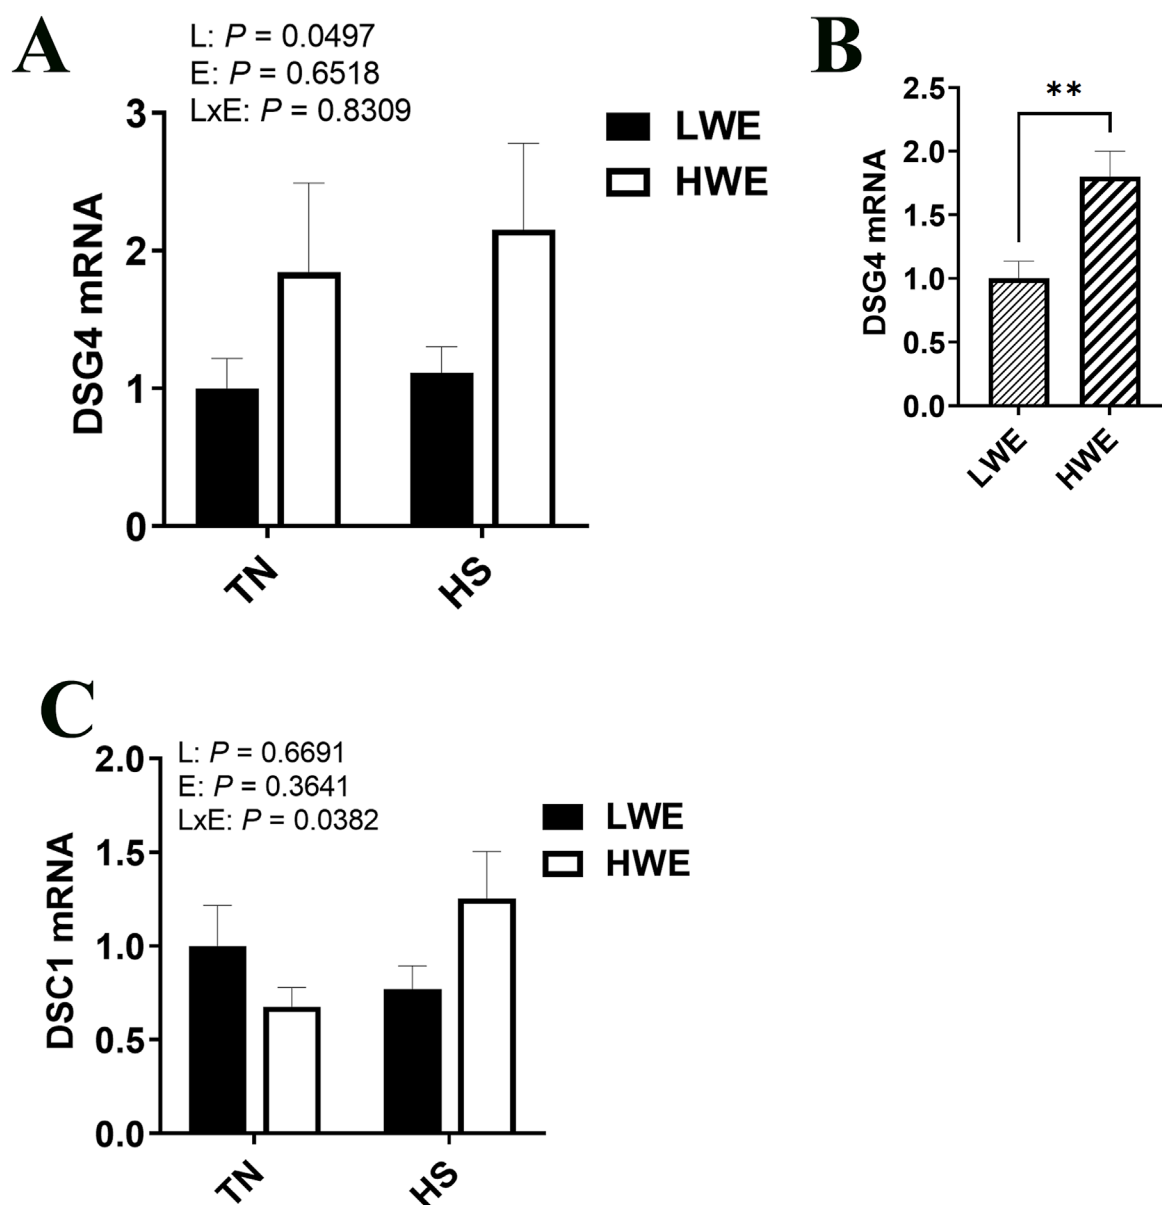 A
L: P = 0.0497
E: P = 0.6518
LxE: P = 0.8309
3
2
1
0
DSG4 mRNA
LWE
HWE
TN
HS
B
**
2.5
2.0
1.5
1.0
0.5
0.0
DSG4 mRNA
LWE
HWE
C
L: P = 0.6691
E: P = 0.3641
LxE: P = 0.0382
2.0
1.5
1.0
0.5
0.0
DSC1 mRNA
LWE
HWE
TN
HS